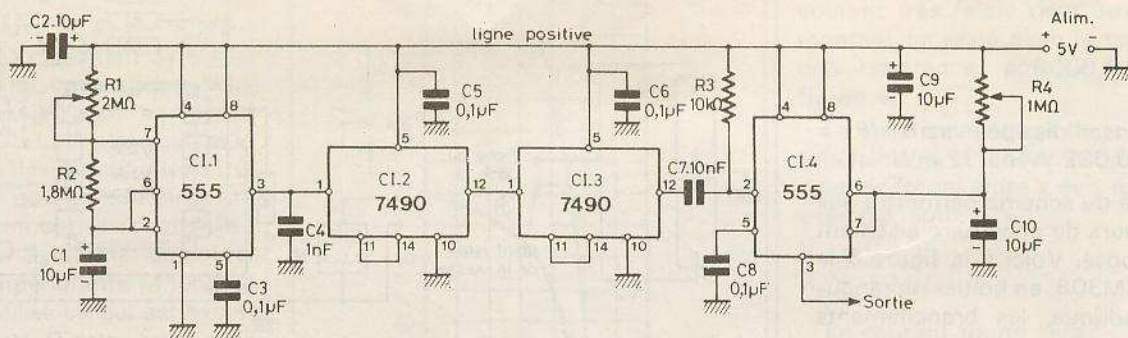 C2.10µF
- +
ligne positive
Alim.
+ -
5V
R1
2MΩ
4
8
C5
0,1µF
C6
0,1µF
R3
10kΩ
4
8
+
C9
10µF
-
R4
1MΩ
7
5
5
R2
1,8MΩ
CI.1
555
CI.2
7490
CI.3
7490
C7.10nF
CI.4
555
6
2
3
1
12
1
12
2
6
+
C1
10µF
-
C4
1nF
11
14
10
11
14
10
5
7
+
C10
10µF
-
1
5
C3
0,1µF
C8
0,1µF
3
Sortie